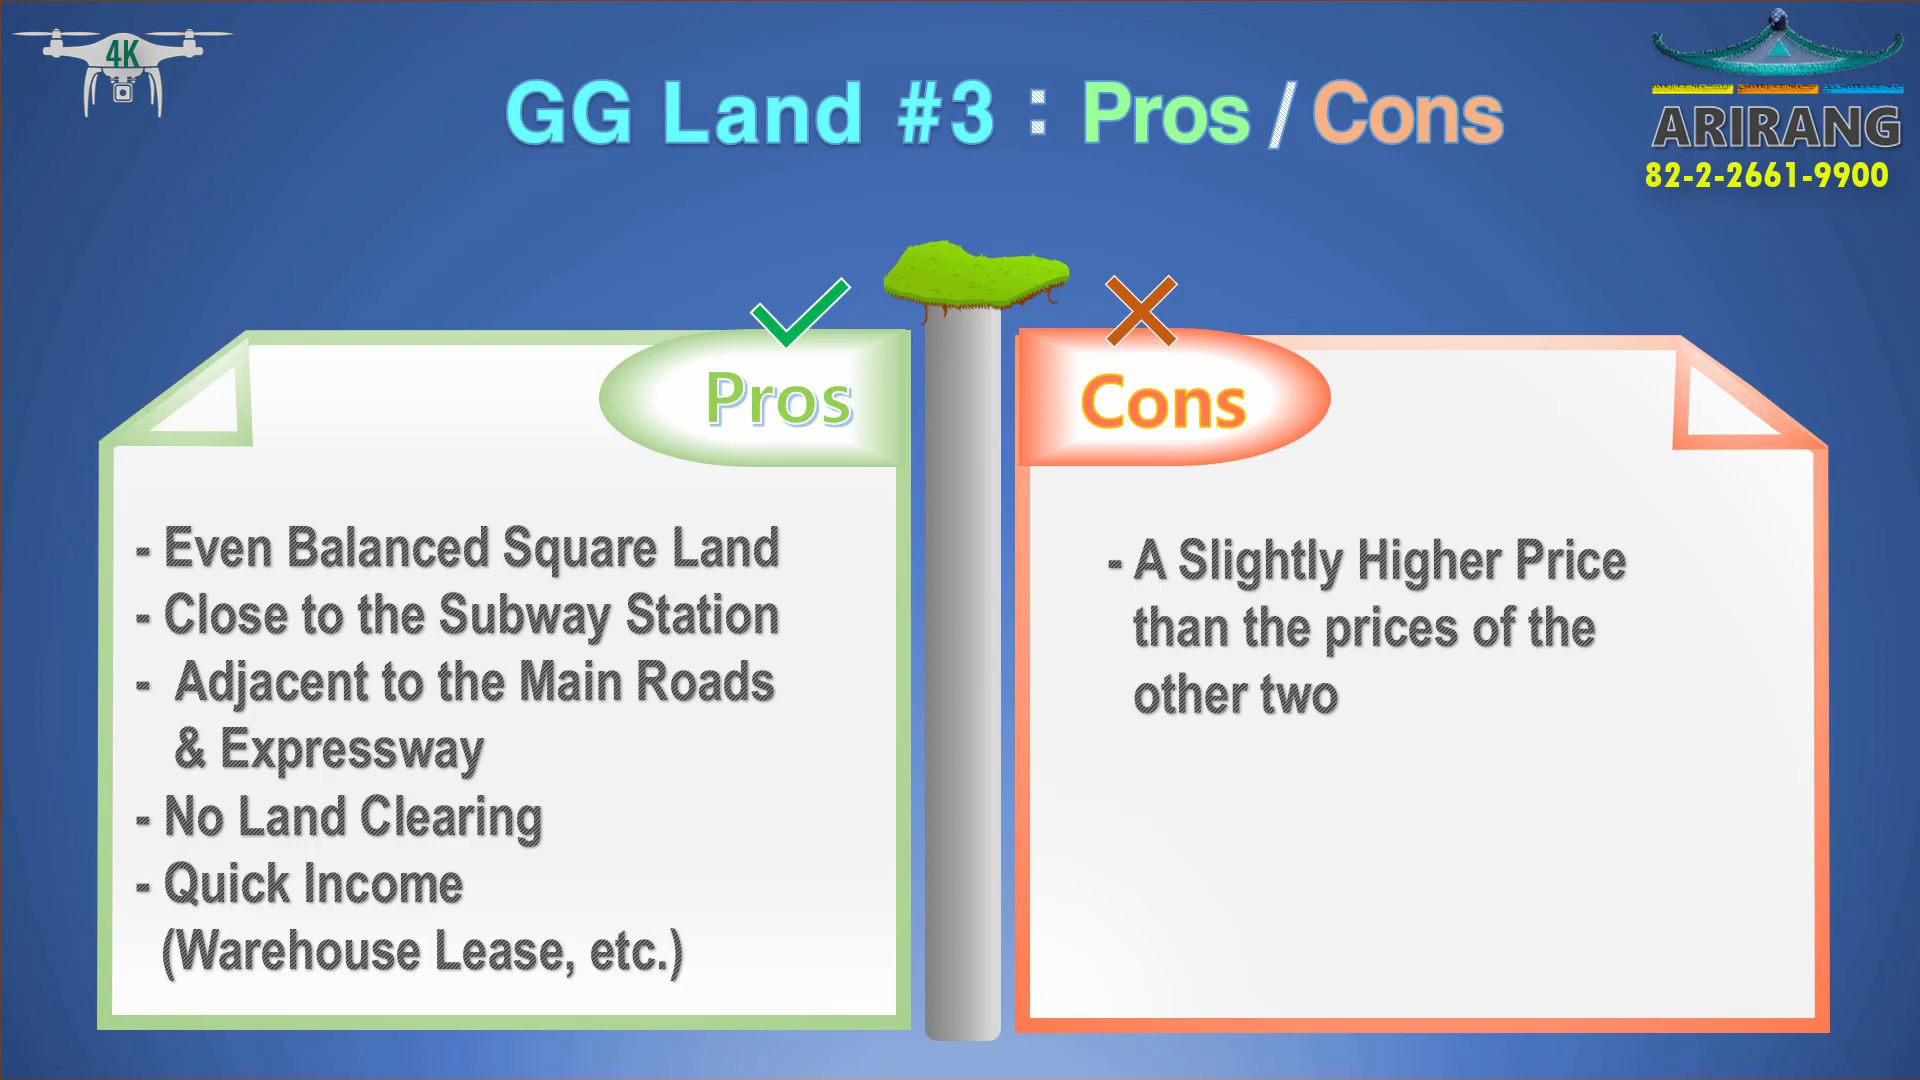 4K
GG Land #3 : Pros / Cons
ARIRANG
82-2-2661-9900
Pros
- Even Balanced Square Land
- Close to the Subway Station
- Adjacent to the Main Roads
& Expressway
- No Land Clearing
- Quick Income
(Warehouse Lease, etc.)
Cons
- A Slightly Higher Price
than the prices of the
other two